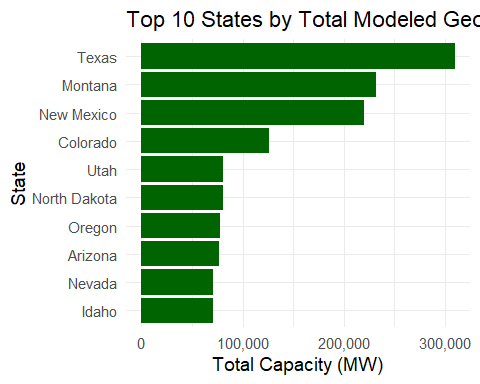 Top 10 States by Total Modeled Geo
Texas
Montana
New Mexico
Colorado
Utah
North Dakota
Oregon
Arizona
Nevada
Idaho
State
0
100,000
200,000
300,000
Total Capacity (MW)